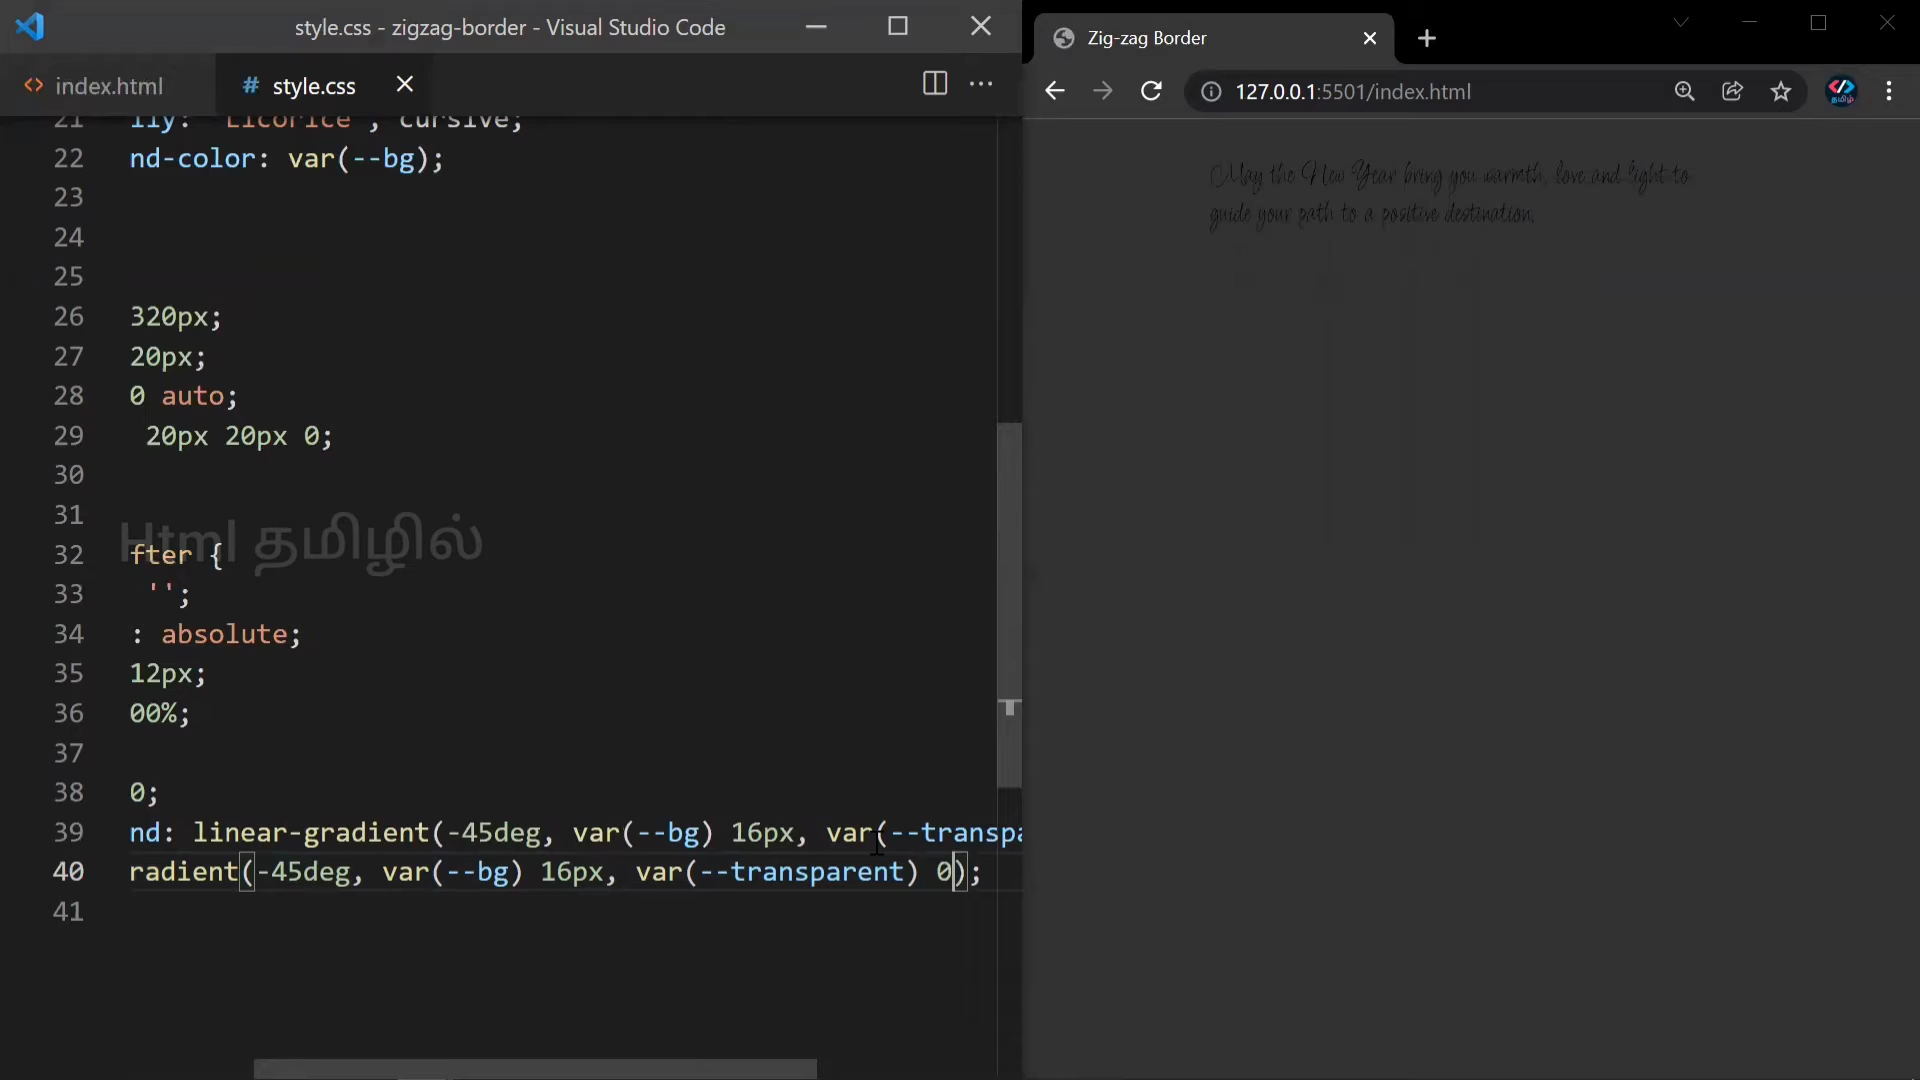 style.css - zigzag-border - Visual Studio Code
index.html
# style.css
21 ily: 'Licorice', cursive;
22 nd-color: var(--bg);
23
24
25
26 320px;
27 20px;
28 0 auto;
29 20px 20px 0;
30
31
Html தமிழில்
32 fter {
33 '';
34 : absolute;
35 12px;
36 00%;
37
38 0;
39 nd: linear-gradient(-45deg, var(--bg) 16px, var(--transpa
40 radient(-45deg, var(--bg) 16px, var(--transparent) 0);
41
Zig-zag Border
127.0.0.1:5501/index.html
தமிழ்
May the New Year bring you warmth, love and light to
guide your path to a positive destination.